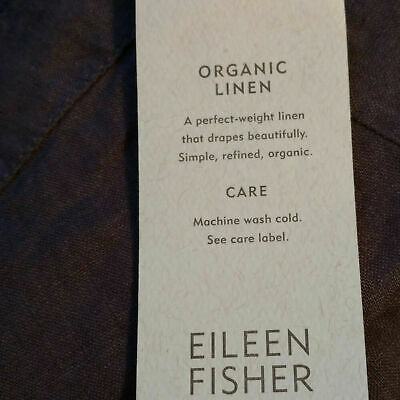 ORGANIC
LINEN
A perfect-weight linen
that drapes beautifully.
Simple, refined, organic.
CARE
Machine wash cold.
See care label.
EILEEN
FISHER